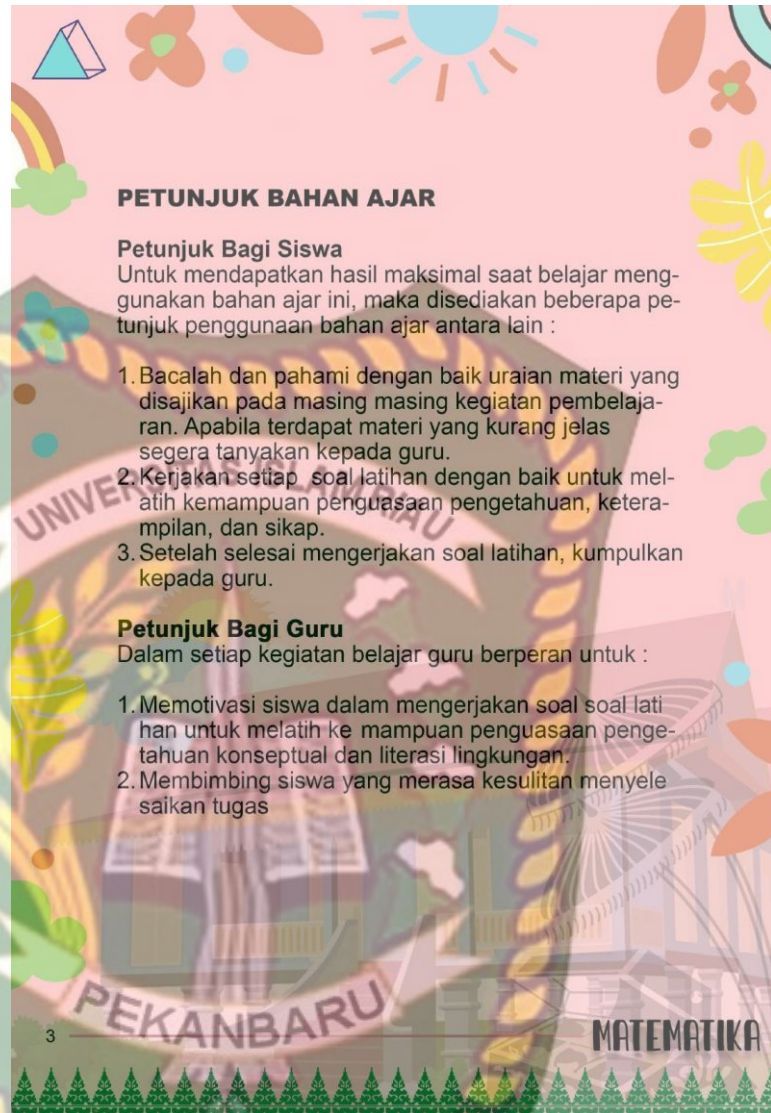 PETUNJUK BAHAN AJAR
Petunjuk Bagi Siswa
Untuk mendapatkan hasil maksimal saat belajar meng-
gunakan bahan ajar ini, maka disediakan beberapa pe-
tunjuk penggunaan bahan ajar antara lain :
1. Bacalah dan pahami dengan baik uraian materi yang
disajikan pada masing masing kegiatan pembelaja-
ran. Apabila terdapat materi yang kurang jelas
segera tanyakan kepada guru.
2. Kerjakan setiap soal latihan dengan baik untuk mel-
atih kemampuan penguasaan pengetahuan, ketera-
mpilan, dan sikap.
3. Setelah selesai mengerjakan soal latihan, kumpulkan
kepada guru.
UNIVERSITAS ISLAM RIAU
Petunjuk Bagi Guru
Dalam setiap kegiatan belajar guru berperan untuk :
1. Memotivasi siswa dalam mengerjakan soal soal lati
han untuk melatih ke mampuan penguasaan penge-
tahuan konseptual dan literasi lingkungan.
2. Membimbing siswa yang merasa kesulitan menyele
saikan tugas
PEKANBARU
3
MATEMATIKA